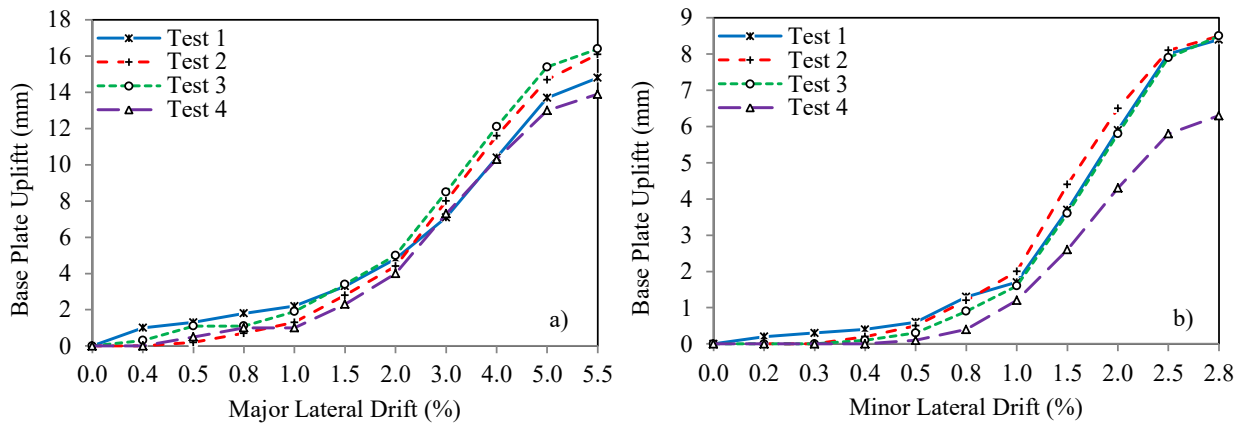 18
16
14
12
10
8
6
4
2
0
Base Plate Upliftt (mm)
Test 1
Test 2
Test 3
Test 4
a)
0.0 0.4 0.5 0.8 1.0 1.5 2.0 3.0 4.0 5.0 5.5
Major Lateral Drift (%)
9
8
7
6
5
4
3
2
1
0
Base Plate Upliftt (mm)
Test 1
Test 2
Test 3
Test 4
b)
0.0 0.2 0.3 0.4 0.5 0.8 1.0 1.5 2.0 2.5 2.8
Minor Lateral Drift (%)